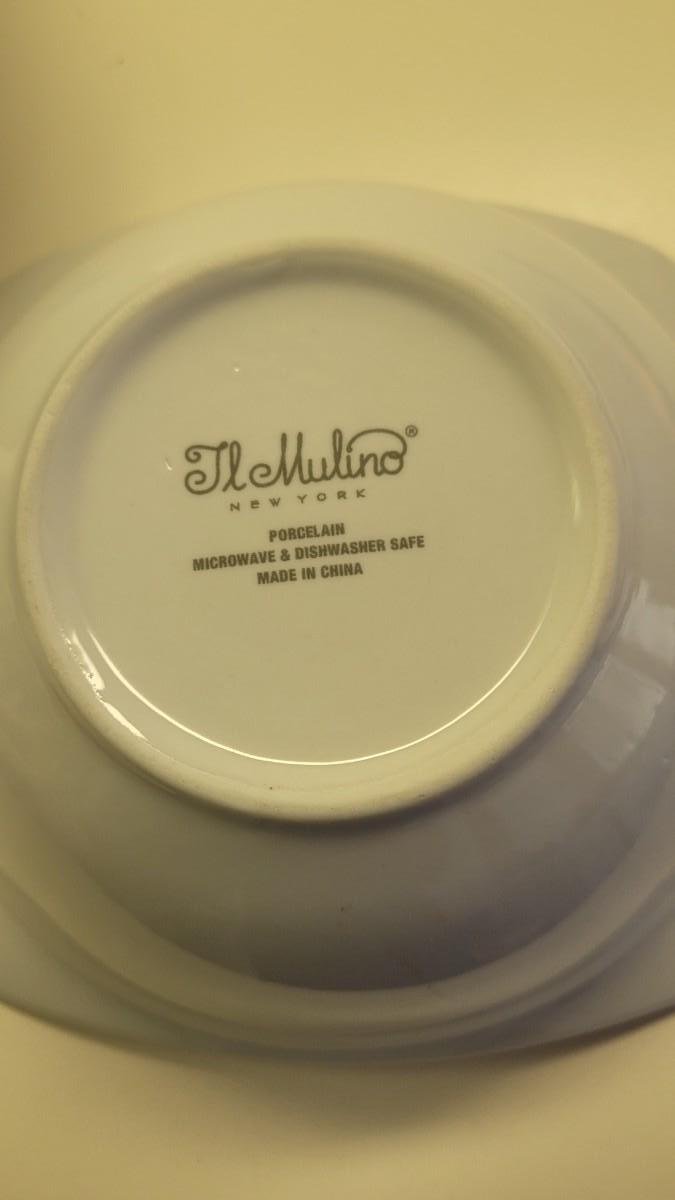 Il Mulino®
NEW YORK
PORCELAIN
MICROWAVE & DISHWASHER SAFE
MADE IN CHINA